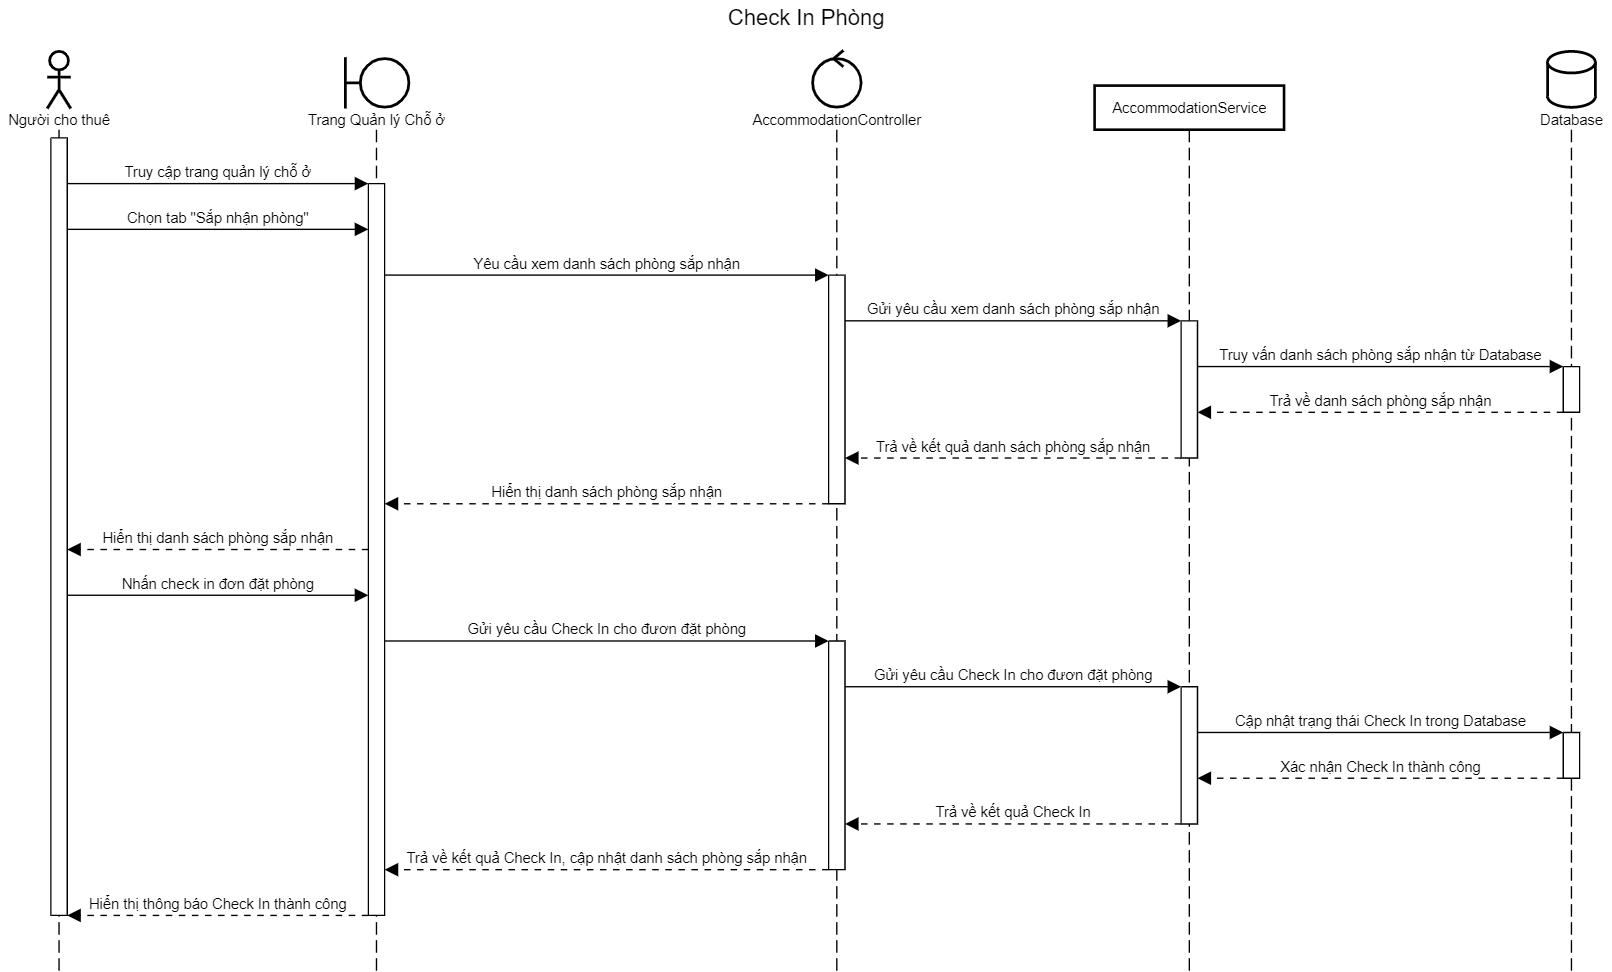 Check In Phòng
Người cho thuê
Trang Quản lý Chỗ ở
AccommodationController
AccommodationService
Database
Truy cập trang quản lý chỗ ở
Chọn tab "Sắp nhận phòng"
Yêu cầu xem danh sách phòng sắp nhận
Gửi yêu cầu xem danh sách phòng sắp nhận
Truy vấn danh sách phòng sắp nhận từ Database
Trả về danh sách phòng sắp nhận
Trả về kết quả danh sách phòng sắp nhận
Hiển thị danh sách phòng sắp nhận
Hiển thị danh sách phòng sắp nhận
Nhấn check in đơn đặt phòng
Gửi yêu cầu Check In cho đươn đặt phòng
Gửi yêu cầu Check In cho đươn đặt phòng
Cập nhật trạng thái Check In trong Database
Xác nhận Check In thành công
Trả về kết quả Check In
Trả về kết quả Check In, cập nhật danh sách phòng sắp nhận
Hiển thị thông báo Check In thành công